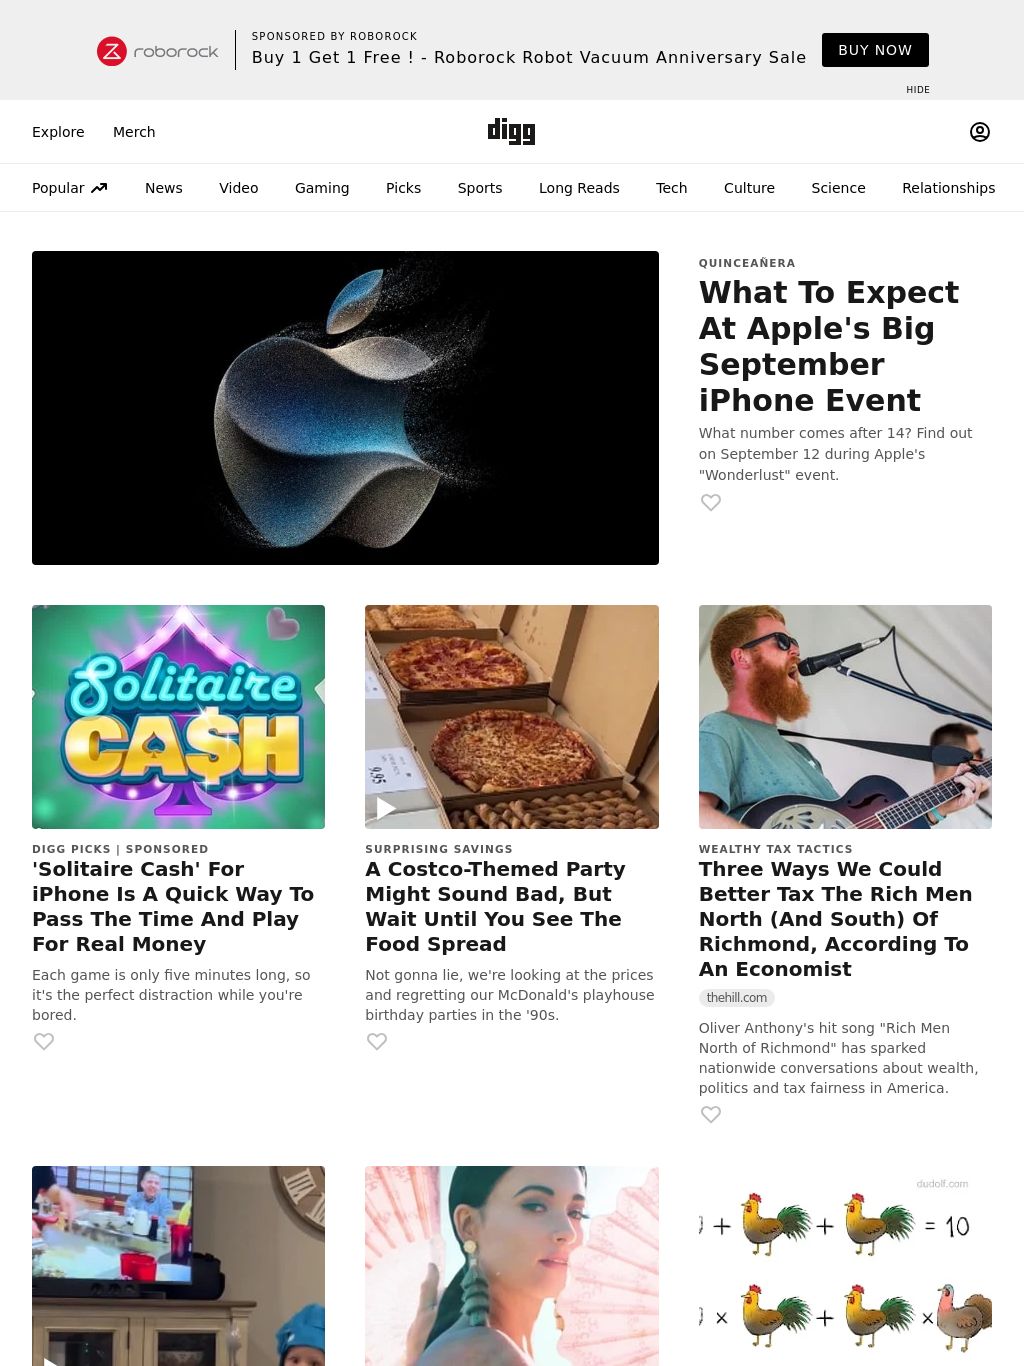 roborock
SPONSORED BY ROBOROCK
Buy 1 Get 1 Free ! - Roborock Robot Vacuum Anniversary Sale
BUY NOW
HIDE
Explore
Merch
digg
Popular
News
Video
Gaming
Picks
Sports
Long Reads
Tech
Culture
Science
Relationships
QUINCEAÑERA
What To Expect
At Apple's Big
September
iPhone Event
What number comes after 14? Find out
on September 12 during Apple's
"Wonderlust" event.
Solitaire
CA$H
DIGG PICKS | SPONSORED
'Solitaire Cash' For
iPhone Is A Quick Way To
Pass The Time And Play
For Real Money
Each game is only five minutes long, so
it's the perfect distraction while you're
bored.
9.95
SURPRISING SAVINGS
A Costco-Themed Party
Might Sound Bad, But
Wait Until You See The
Food Spread
Not gonna lie, we're looking at the prices
and regretting our McDonald's playhouse
birthday parties in the '90s.
WEALTHY TAX TACTICS
Three Ways We Could
Better Tax The Rich Men
North (And South) Of
Richmond, According To
An Economist
thehill.com
Oliver Anthony's hit song "Rich Men
North of Richmond" has sparked
nationwide conversations about wealth,
politics and tax fairness in America.
dudolf.com
+ + = 10
× + ×